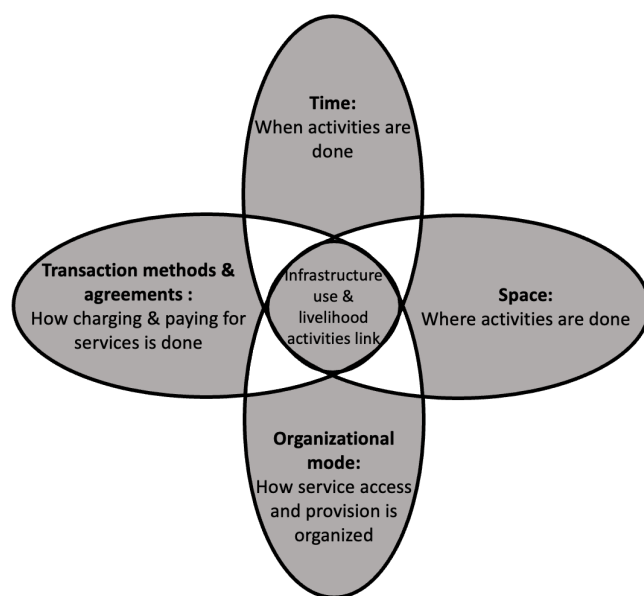 Time:
When activities are
done
Transaction methods &
agreements :
How charging & paying for
services is done
Infrastructure
use &
livelihood
activities link
Space:
Where activities are done
Organizational
mode:
How service access
and provision is
organized